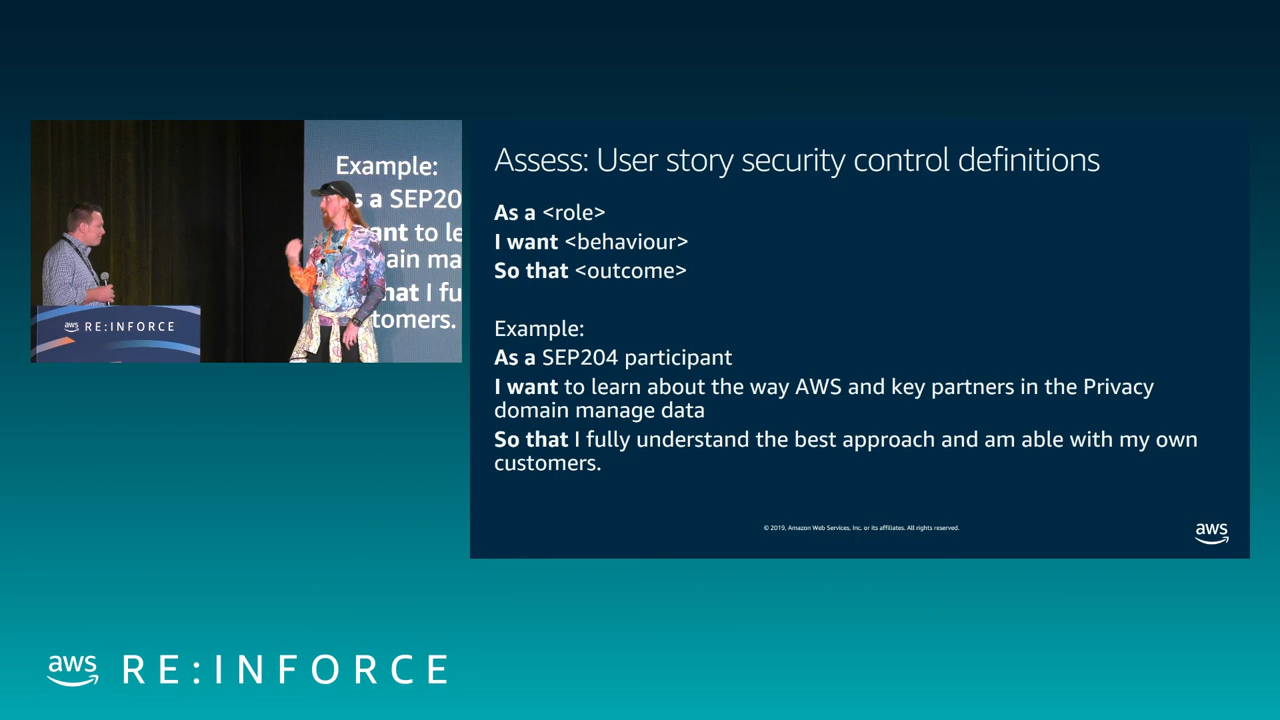 Example:
s a SEP20
ant to le
ain ma
hat I fu
tomers.
aws RE:INFORCE
Assess: User story security control definitions
As a <role>
I want <behaviour>
So that <outcome>
Example:
As a SEP204 participant
I want to learn about the way AWS and key partners in the Privacy
domain manage data
So that I fully understand the best approach and am able with my own
customers.
© 2019, Amazon Web Services, Inc. or its affiliates. All rights reserved.
aws
aws RE:INFORCE